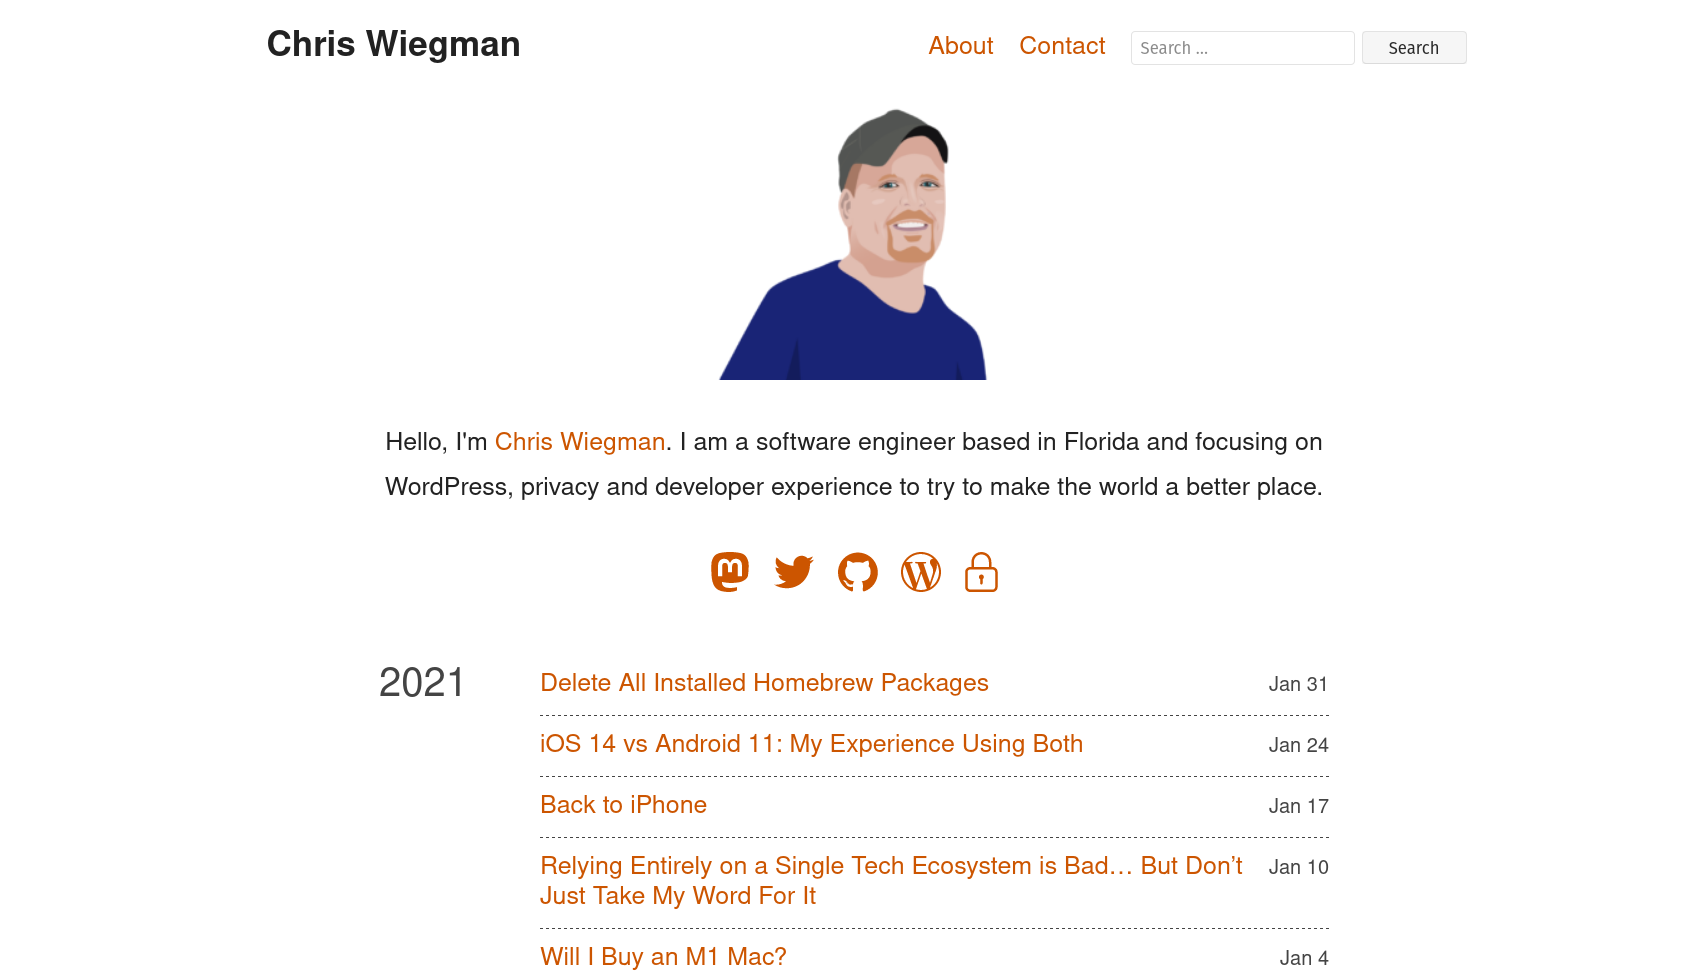 Chris Wiegman
About Contact Search ... Search
Hello, I'm Chris Wiegman. I am a software engineer based in Florida and focusing on
WordPress, privacy and developer experience to try to make the world a better place.
2021
Delete All Installed Homebrew Packages Jan 31
iOS 14 vs Android 11: My Experience Using Both Jan 24
Back to iPhone Jan 17
Relying Entirely on a Single Tech Ecosystem is Bad… But Don’t Jan 10
Just Take My Word For It
Will I Buy an M1 Mac? Jan 4